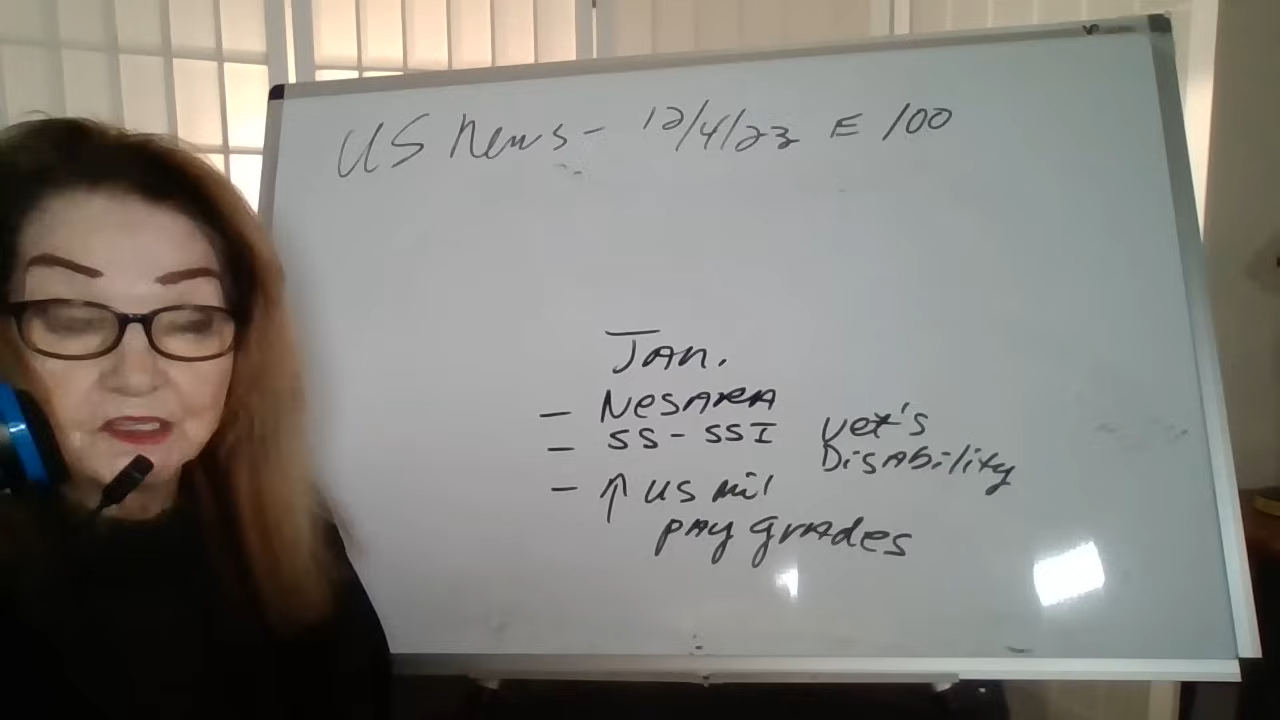 US News - 12/4/23 E 100
Jan.
- NESARA
- SS - SSI Vet's
Disability
- ↑ US mil
pay grades